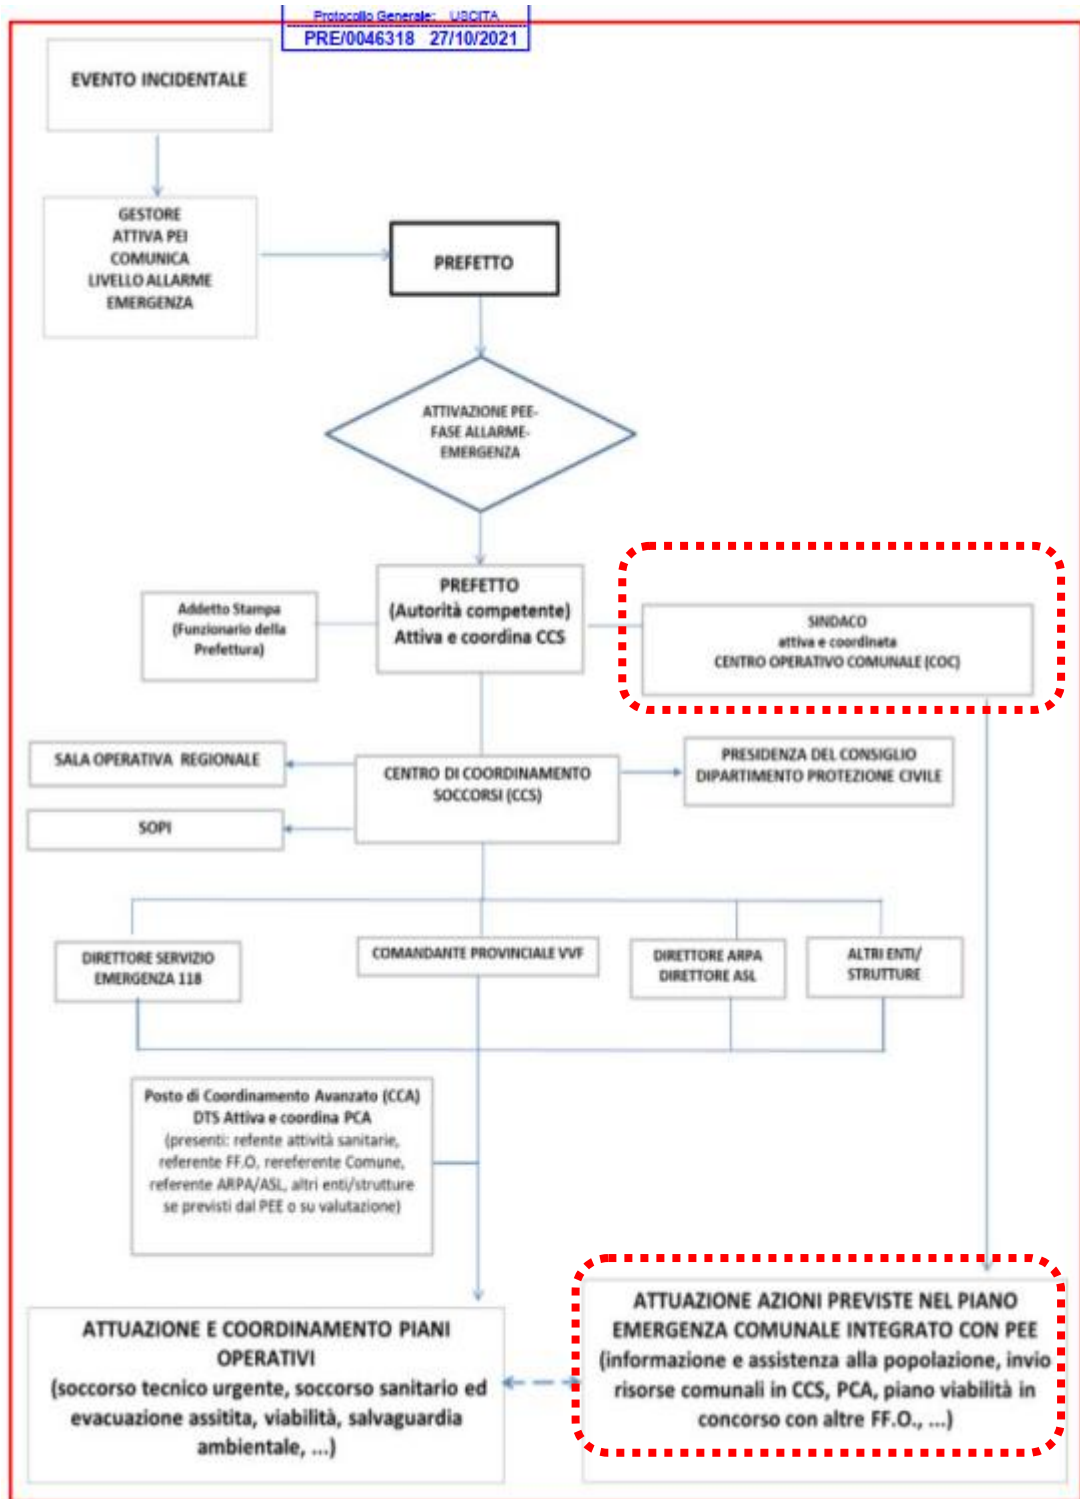 Protocollo Generale: USCITA
PRE/0046318 27/10/2021
EVENTO INCIDENTALE
GESTORE
ATTIVA PEI
COMUNICA
LIVELLO ALLARME
EMERGENZA
PREFETTO
ATTIVAZIONE PEE-
FASE ALLARME-
EMERGENZA
PREFETTO
(Autorità competente)
Attiva e coordina CCS
Addetto Stampa
(Funzionario della
Prefettura)
SINDACO
attiva e coordinata
CENTRO OPERATIVO COMUNALE (COC)
SALA OPERATIVA REGIONALE
CENTRO DI COORDINAMENTO
SOCCORSI (CCS)
PRESIDENZA DEL CONSIGLIO
DIPARTIMENTO PROTEZIONE CIVILE
SOPI
DIRETTORE SERVIZIO
EMERGENZA 118
COMANDANTE PROVINCIALE VVF
DIRETTORE ARPA
DIRETTORE ASL
ALTRI ENTI/
STRUTTURE
Posto di Coordinamento Avanzato (CCA)
DTS Attiva e coordina PCA
(presenti: refente attività sanitarie,
referente FF.O, rereferente Comune,
referente ARPA/ASL, altri enti/strutture
se previsti dal PEE o su valutazione)
ATTUAZIONE E COORDINAMENTO PIANI
OPERATIVI
(soccorso tecnico urgente, soccorso sanitario ed
evacuazione assitita, viabilità, salvaguardia
ambientale, ...)
ATTUAZIONE AZIONI PREVISTE NEL PIANO
EMERGENZA COMUNALE INTEGRATO CON PEE
(informazione e assistenza alla popolazione, invio
risorse comunali in CCS, PCA, piano viabilità in
concorso con altre FF.O., ...)